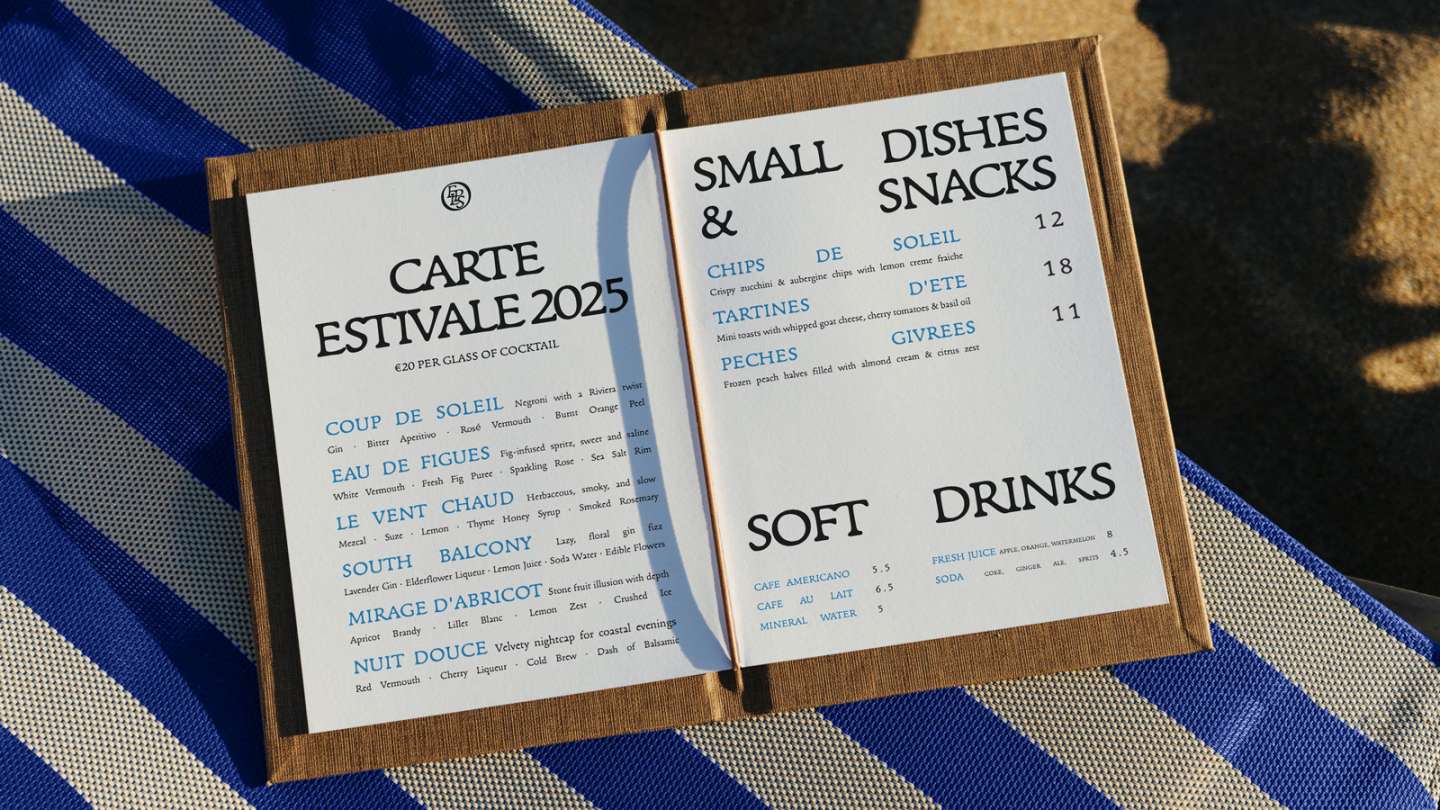 EPS
CARTE
ESTIVALE 2025
€20 PER GLASS OF COCKTAIL
COUP DE SOLEIL Negroni with a Riviera twist
Gin · Bitter Aperitivo · Rosé Vermouth · Burnt Orange Peel
EAU DE FIGUES Fig-infused spritz, sweet and saline
White Vermouth · Fresh Fig Puree · Sparkling Rose · Sea Salt Rim
LE VENT CHAUD Herbaceous, smoky, and slow
Mezcal · Suze · Lemon · Thyme Honey Syrup · Smoked Rosemary
SOUTH BALCONY Lazy, floral gin fizz
Lavender Gin · Elderflower Liqueur · Lemon Juice · Soda Water · Edible Flowers
MIRAGE D'ABRICOT Stone fruit illusion with depth
Apricot Brandy · Lillet Blanc · Lemon Zest · Crushed Ice
NUIT DOUCE Velvety nightcap for coastal evenings
Red Vermouth · Cherry Liqueur · Cold Brew · Dash of Balsamic
SMALL DISHES
& SNACKS
CHIPS DE SOLEIL 12
Crispy zucchini & aubergine chips with lemon creme fraiche
TARTINES D'ETE 18
Mini toasts with whipped goat cheese, cherry tomatoes & basil oil
PECHES GIVREES 11
Frozen peach halves filled with almond cream & citrus zest
SOFT DRINKS
CAFE AMERICANO 5.5
CAFE AU LAIT 6.5
MINERAL WATER 5
FRESH JUICE APPLE, ORANGE, WATERMELON 8
SODA COKE, GINGER ALE, SPRITS 4.5